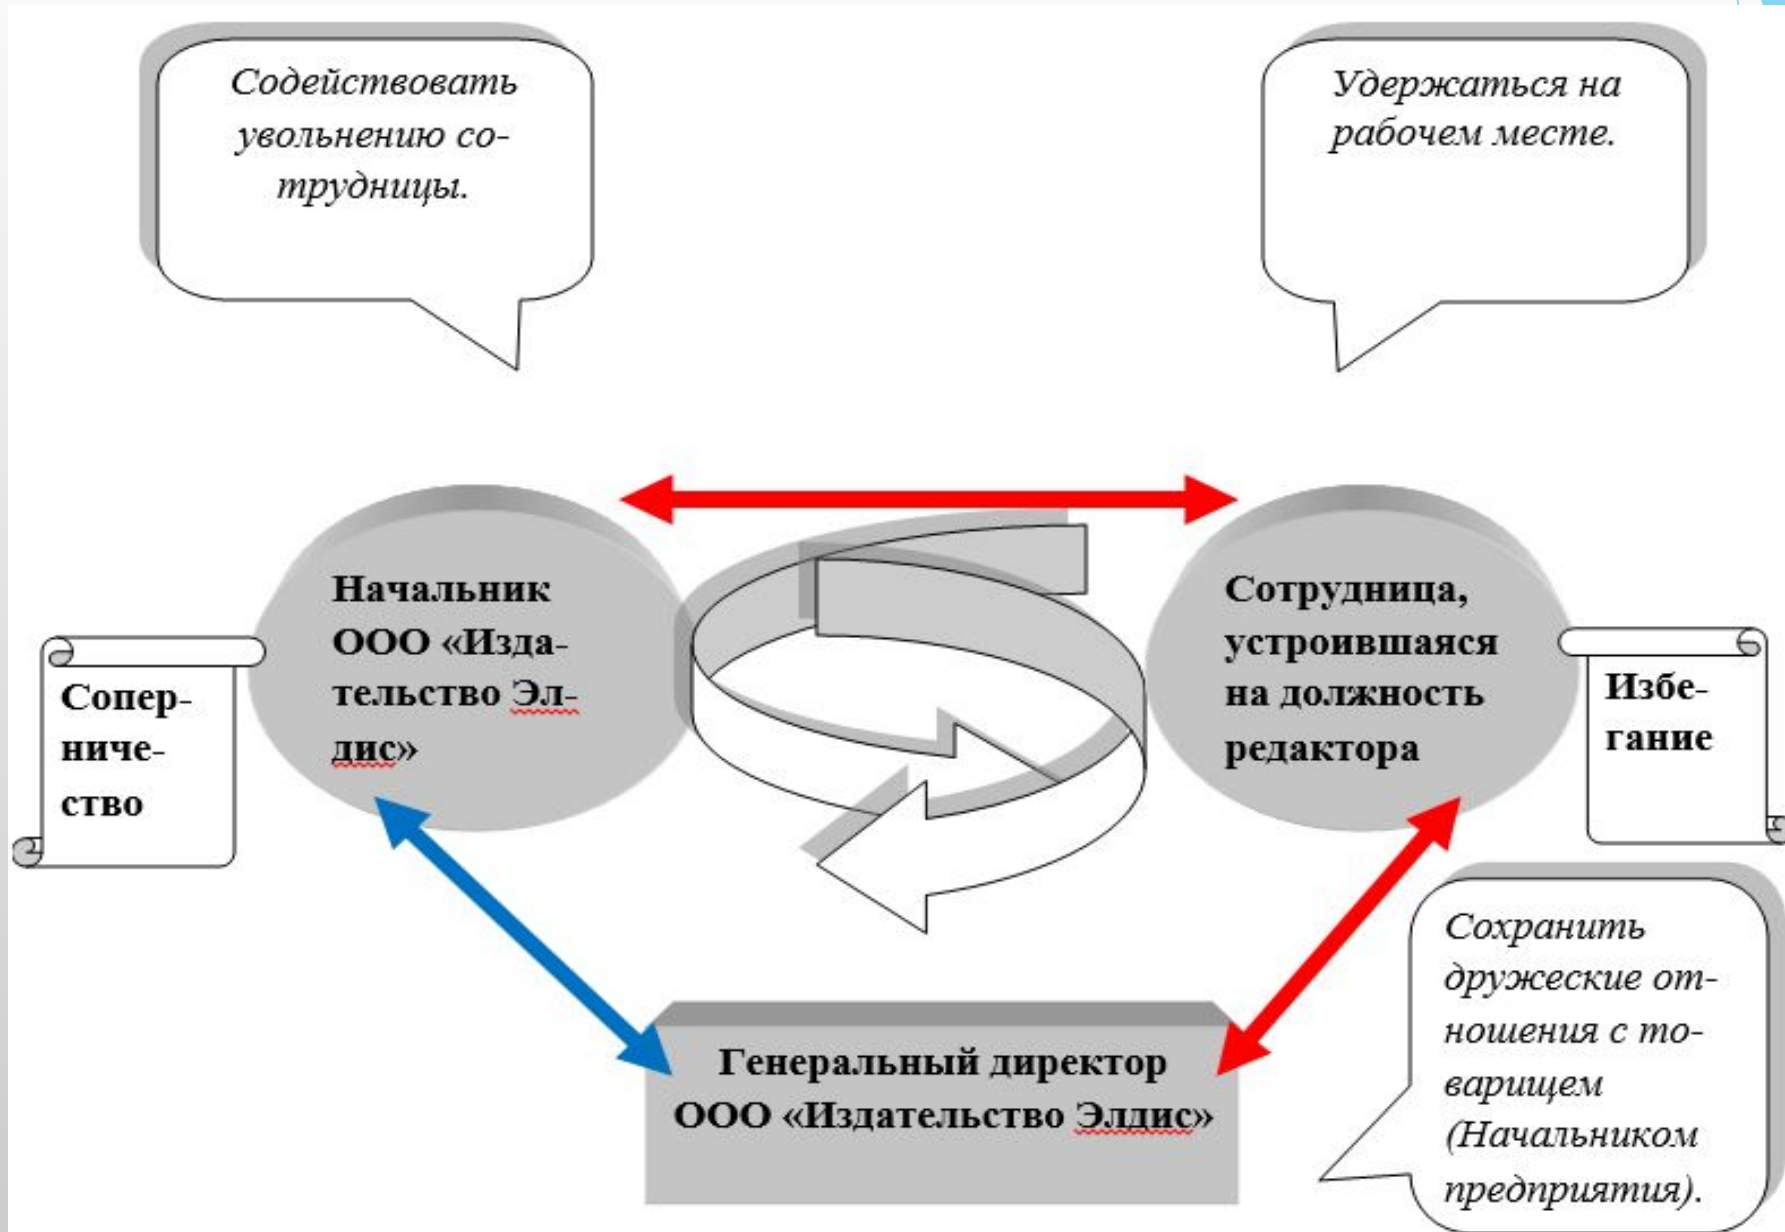 Содействовать
увольнению со-
трудницы.
Удержаться на
рабочем месте.
Начальник
ООО «Изда-
тельство Эл-
дис»
Сотрудница,
устроившаяся
на должность
редактора
Сопер-
ниче-
ство
Избе-
гание
Генеральный директор
ООО «Издательство Элдис»
Сохранить
дружеские от-
ношения с то-
варищем
(Начальником
предприятия).